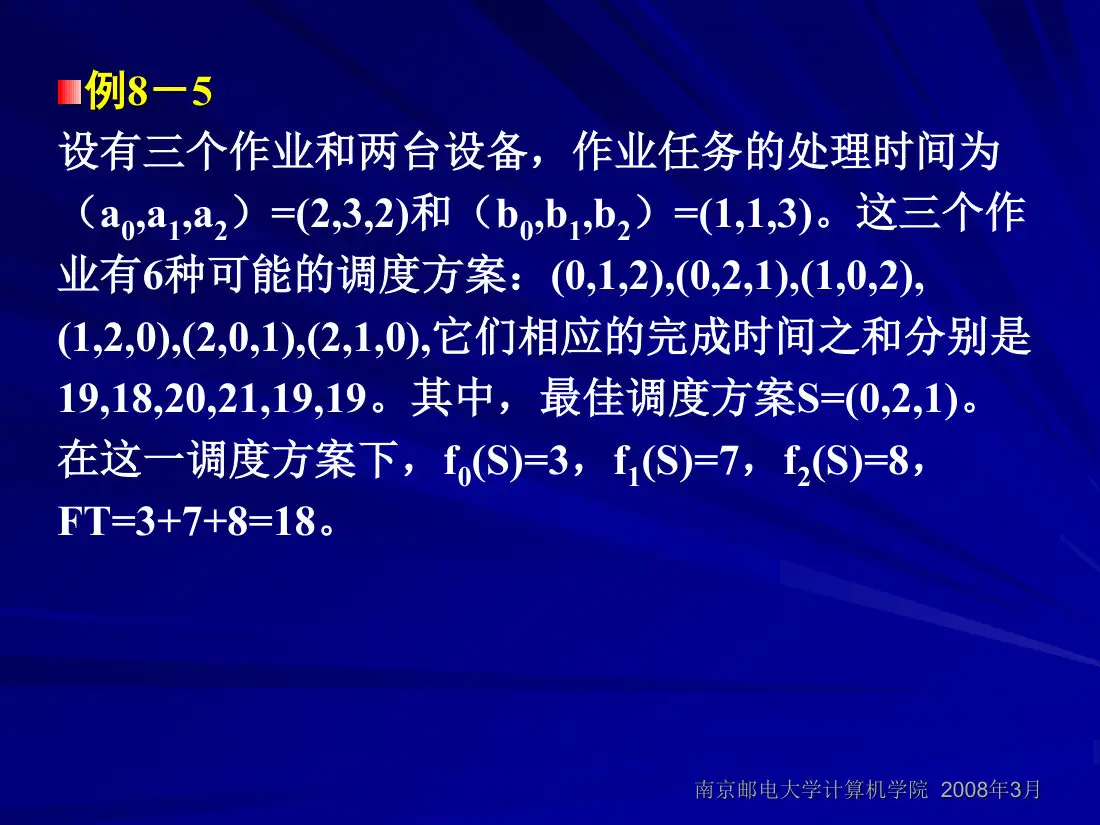 例8－5
设有三个作业和两台设备，作业任务的处理时间为
（a0,a1,a2）=(2,3,2)和（b0,b1,b2）=(1,1,3)。这三个作
业有6种可能的调度方案：(0,1,2),(0,2,1),(1,0,2),
(1,2,0),(2,0,1),(2,1,0),它们相应的完成时间之和分别是
19,18,20,21,19,19。其中，最佳调度方案S=(0,2,1)。
在这一调度方案下，f0(S)=3，f1(S)=7，f2(S)=8，
FT=3+7+8=18。
南京邮电大学计算机学院 2008年3月